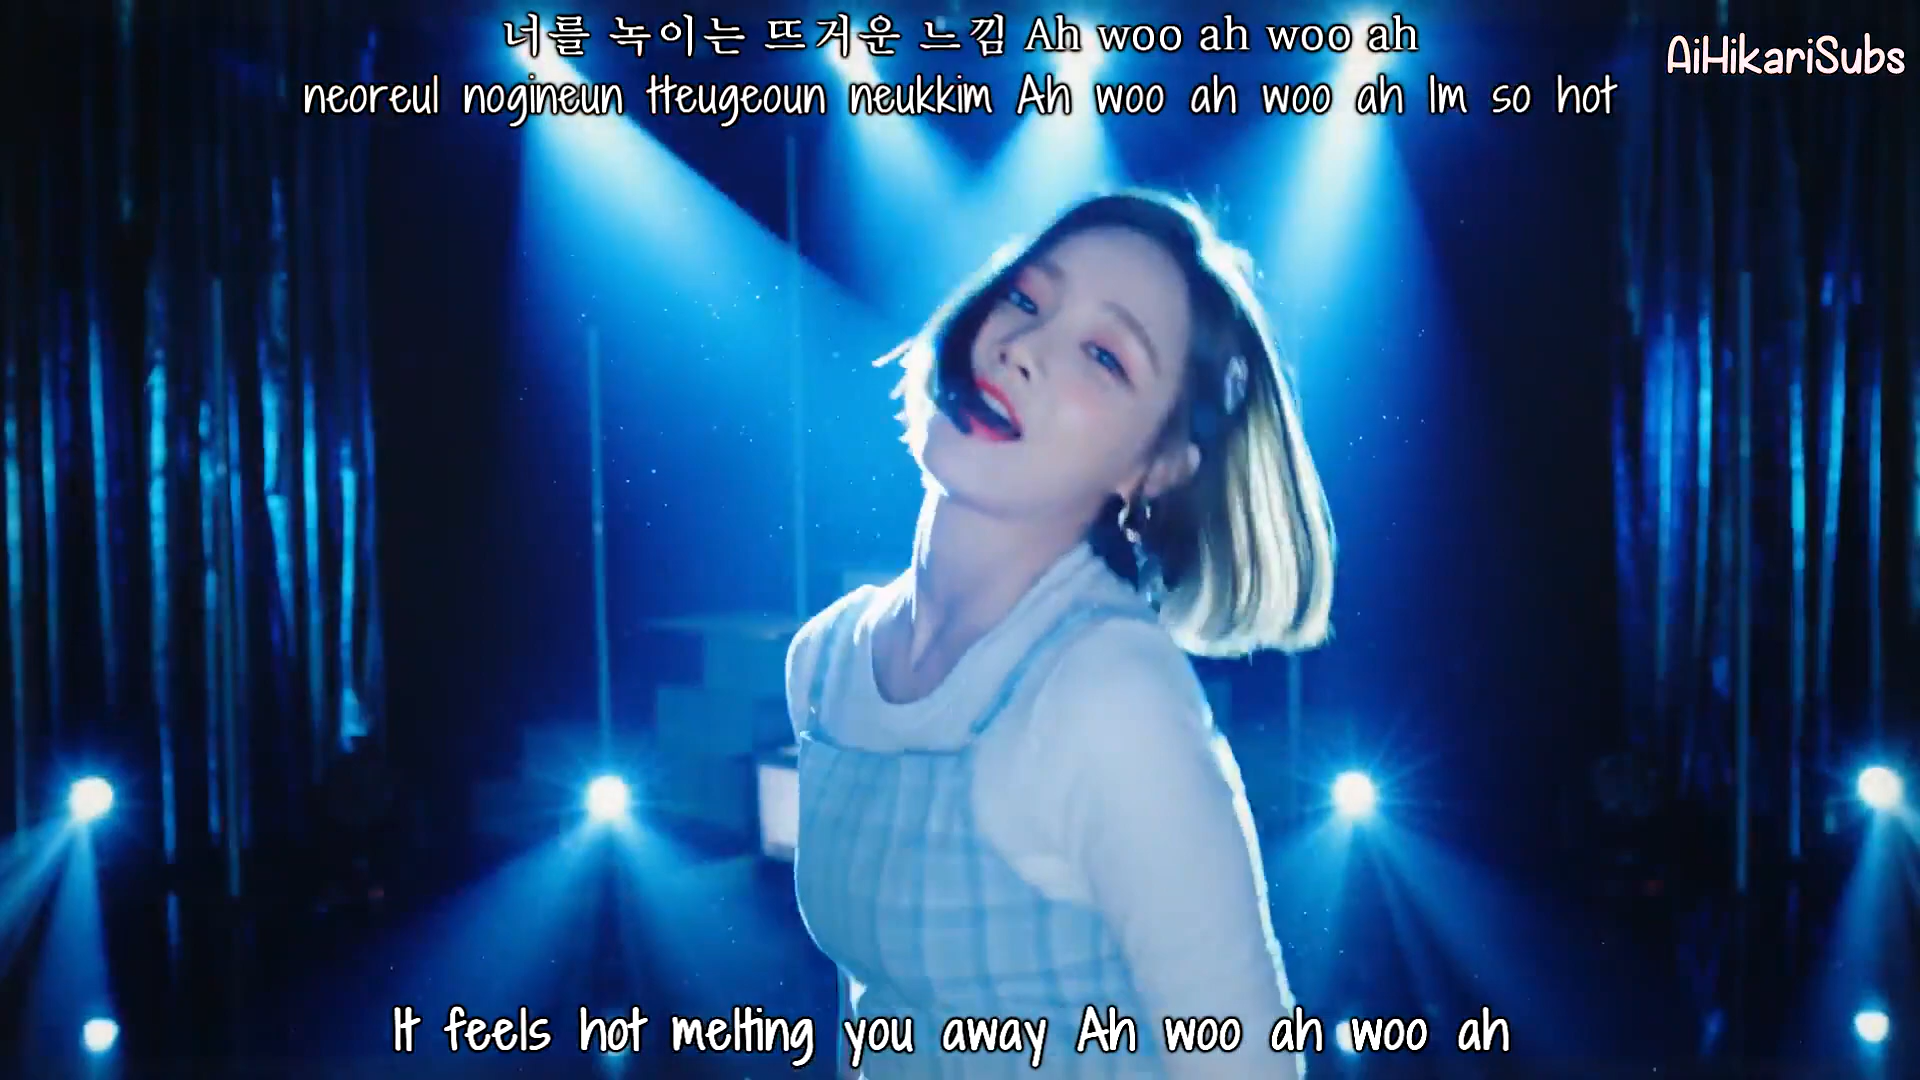 너를 녹이는 뜨거운 느낌 Ah woo ah woo ah
AiHikariSubs
neoreul nogineun tteugeoun neukkim Ah woo ah woo ah Im so hot
It feels hot melting you away Ah woo ah woo ah